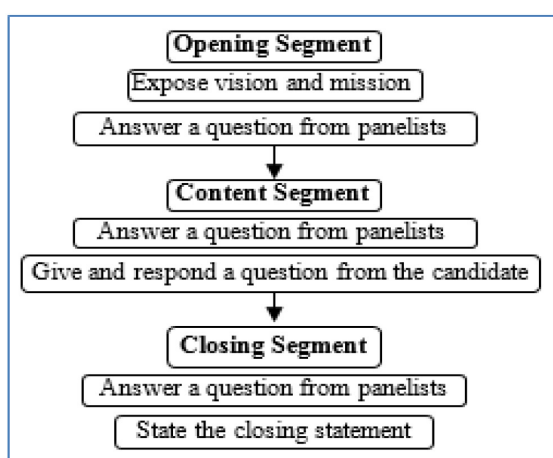 Opening Segment
Expose vision and mission
Answer a question from panelists
Content Segment
Answer a question from panelists
Give and respond a question from the candidate
Closing Segment
Answer a question from panelists
State the closing statement